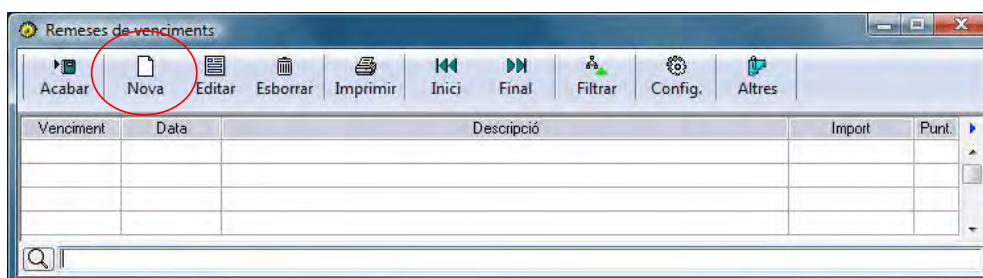 Remeses de venciments
Acabar Nova Editar Esborrar Imprimir Inici Final Filtrar Config. Altres
Venciment Data Descripció Import Punt.